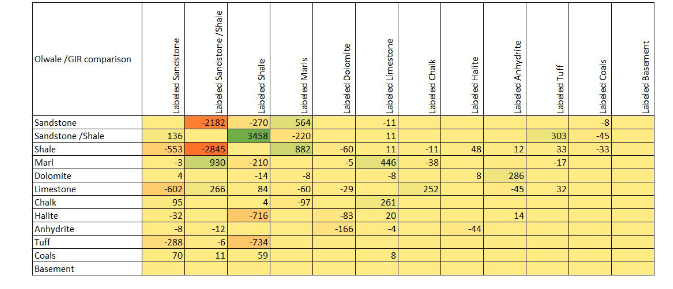 Olwale /GIR comparison Labeled Sandstone Labeled Sandstone /Shale Labeled Shale Labeled Marls Labeled Dolomite Labeled Limestone Labeled Chalk Labeled Halite Labeled Anhydrite Labeled Tuff Labeled Coals Labeled Basement
Sandstone -2182 -270 564 -11 -8
Sandstone /Shale 136 3458 -220 11 303 -45
Shale -553 -2845 882 -60 11 -11 48 12 33 -33
Marl -3 930 -210 -5 446 -38 -17
Dolomite 4 -14 -8 -8 8 286
Limestone -602 266 84 -60 -29 252 -45 32
Chalk 95 4 -97 261
Halite -32 -716 -83 20 14
Anhydrite -8 -12 -166 -4 -44
Tuff -288 -6 -734
Coals 70 11 59 8
Basement